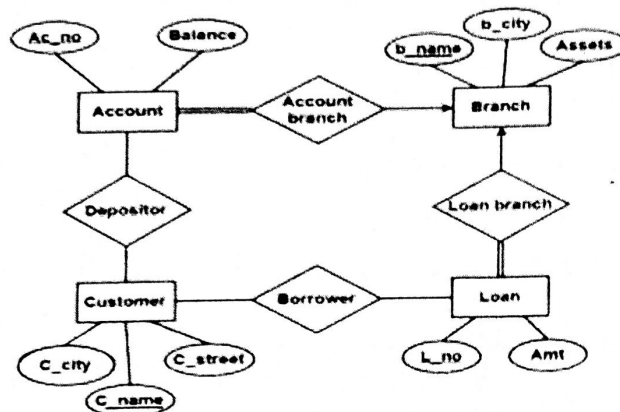 Ac_no
Balance
b_name
b_city
Assets
Account
Account
branch
Branch
Depositor
Loan branch
Customer
Borrower
Loan
C_city
C_name
C_street
L_no
Amt